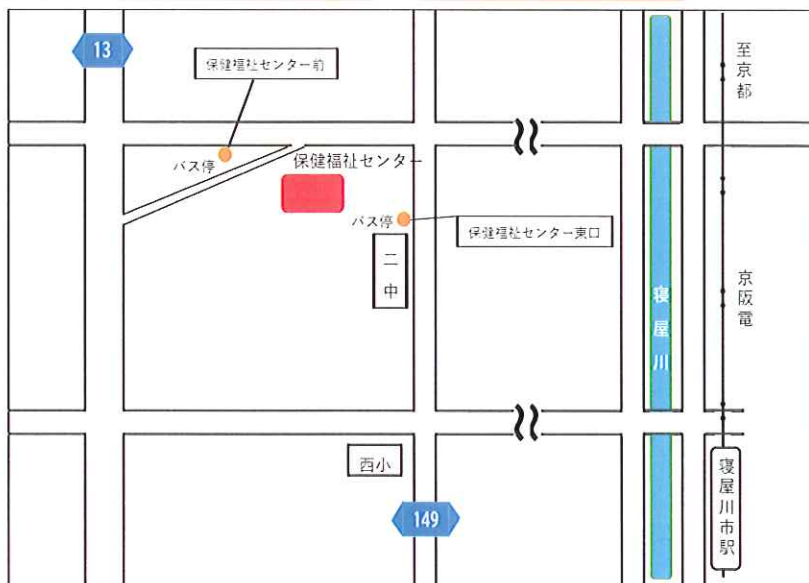 13
保健福祉センター前
至京都
バス停
保健福祉センター
バス停
保健福祉センター東口
二中
寝屋川
京阪電
西小
149
寝屋川市駅